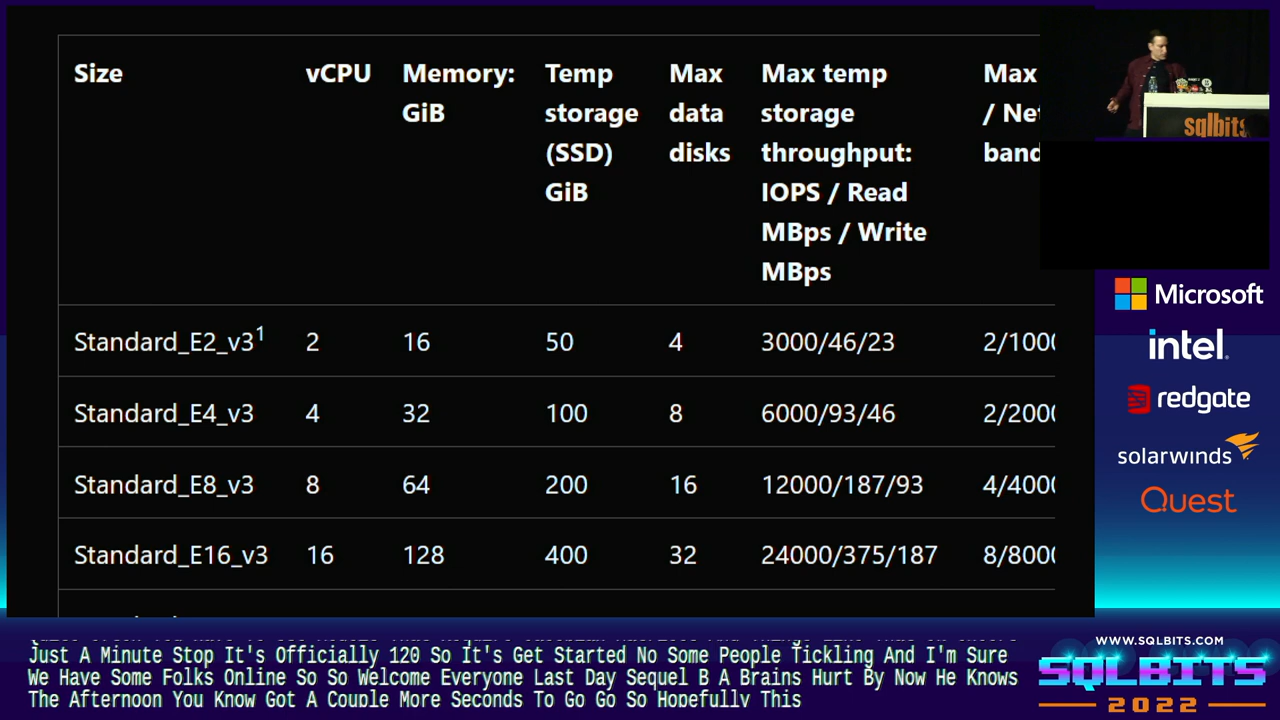 Size vCPU Memory: GiB Temp storage (SSD) GiB Max data disks Max temp storage throughput: IOPS / Read MBps / Write MBps Max / Net band
Standard_E2_v3¹ 2 16 50 4 3000/46/23 2/1000
Standard_E4_v3 4 32 100 8 6000/93/46 2/2000
Standard_E8_v3 8 64 200 16 12000/187/93 4/4000
Standard_E16_v3 16 128 400 32 24000/375/187 8/8000
sqlbits
Microsoft
intel.
redgate
solarwinds
Quest
Just A Minute Stop It's Officially 120 So It's Get Started No Some People Tickling And I'm Sure
We Have Some Folks Online So So Welcome Everyone Last Day Sequel B A Brains Hurt By Now He Knows
The Afternoon You Know Got A Couple More Seconds To Go Go So Hopefully This
WWW.SQLBITS.COM
SQLBITS
2022